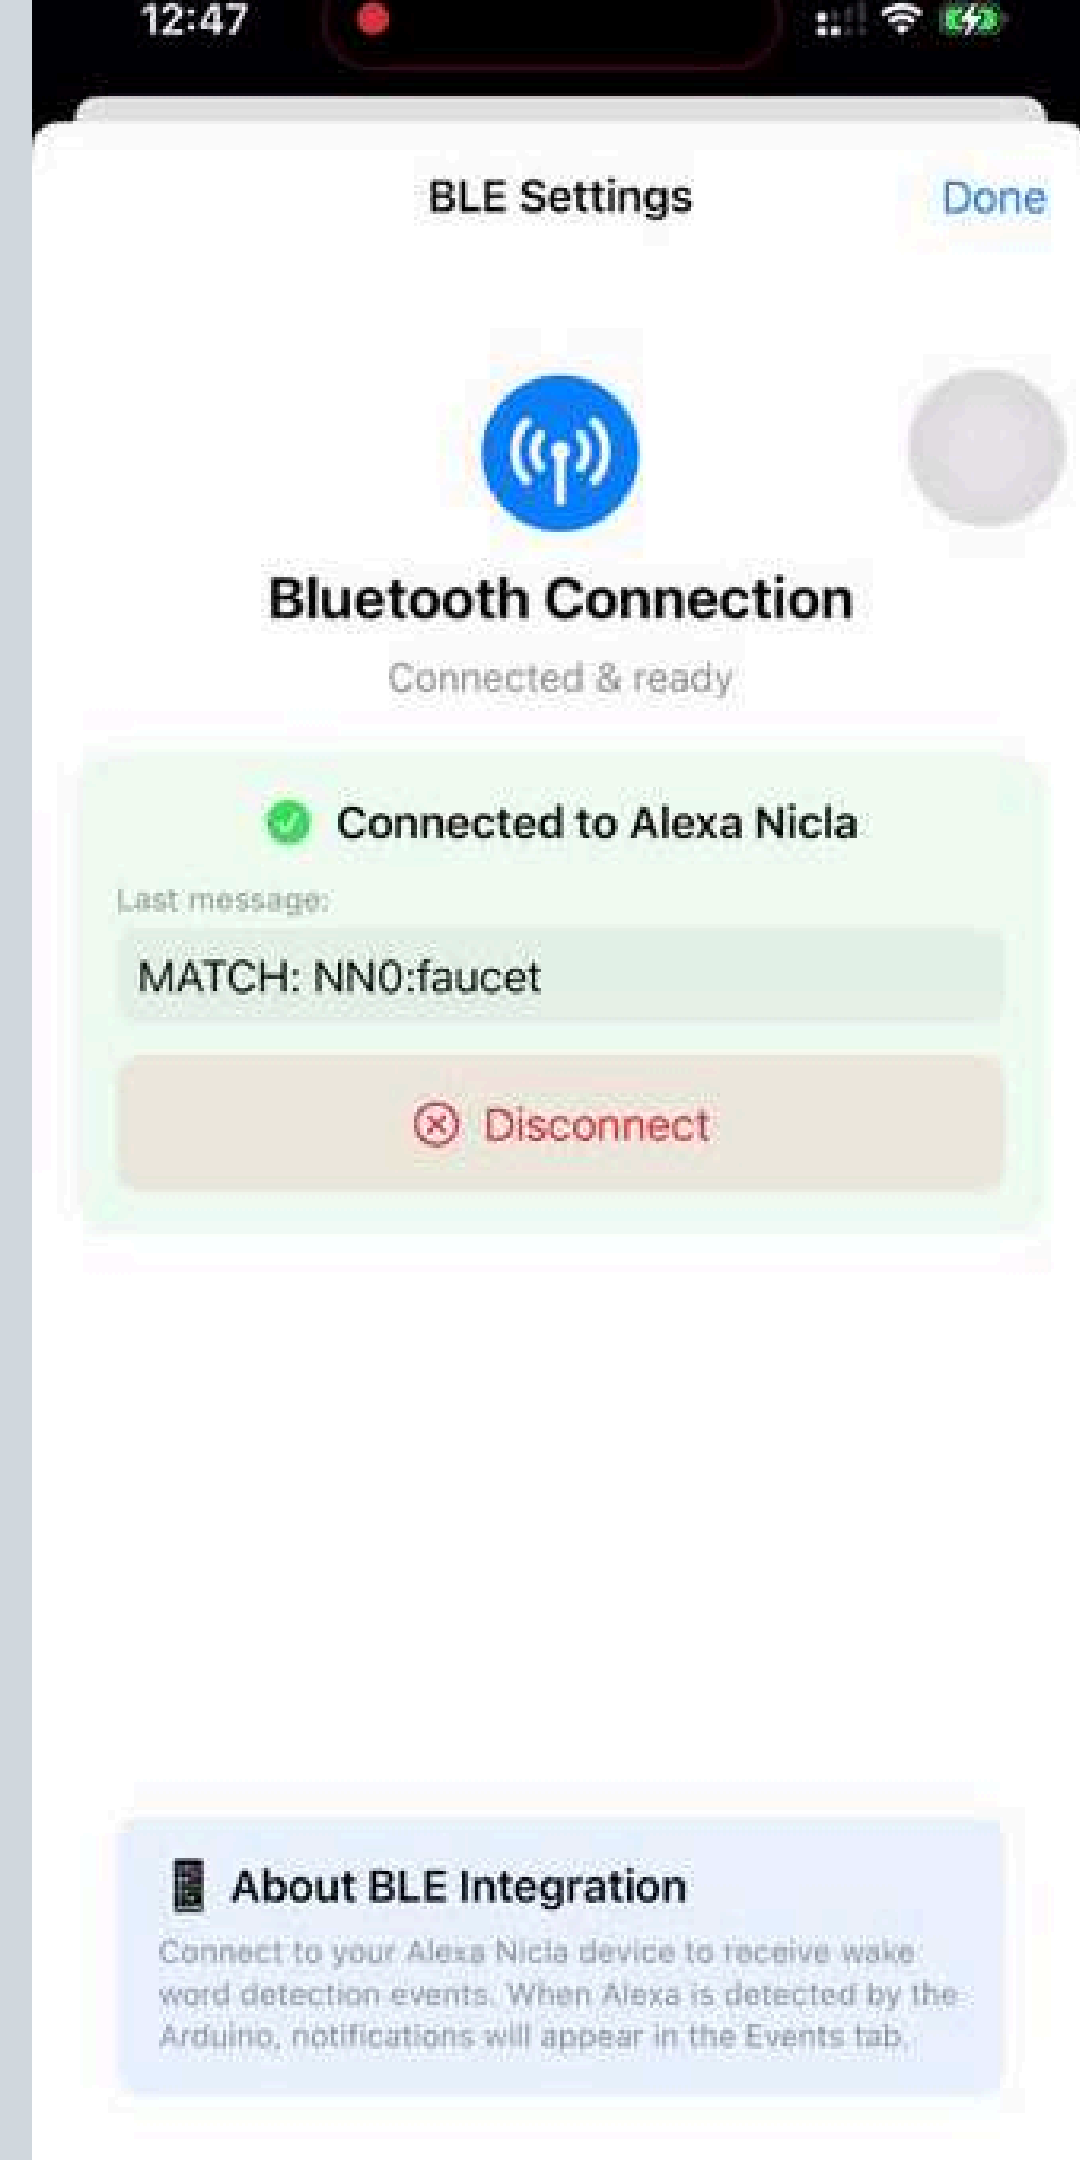 12:47
BLE Settings
Done
Bluetooth Connection
Connected & ready
Connected to Alexa Nicla
Last message:
MATCH: NN0:faucet
Disconnect
About BLE Integration
Connect to your Alexa Nicla device to receive wake
word detection events. When Alexa is detected by the
Arduino, notifications will appear in the Events tab.